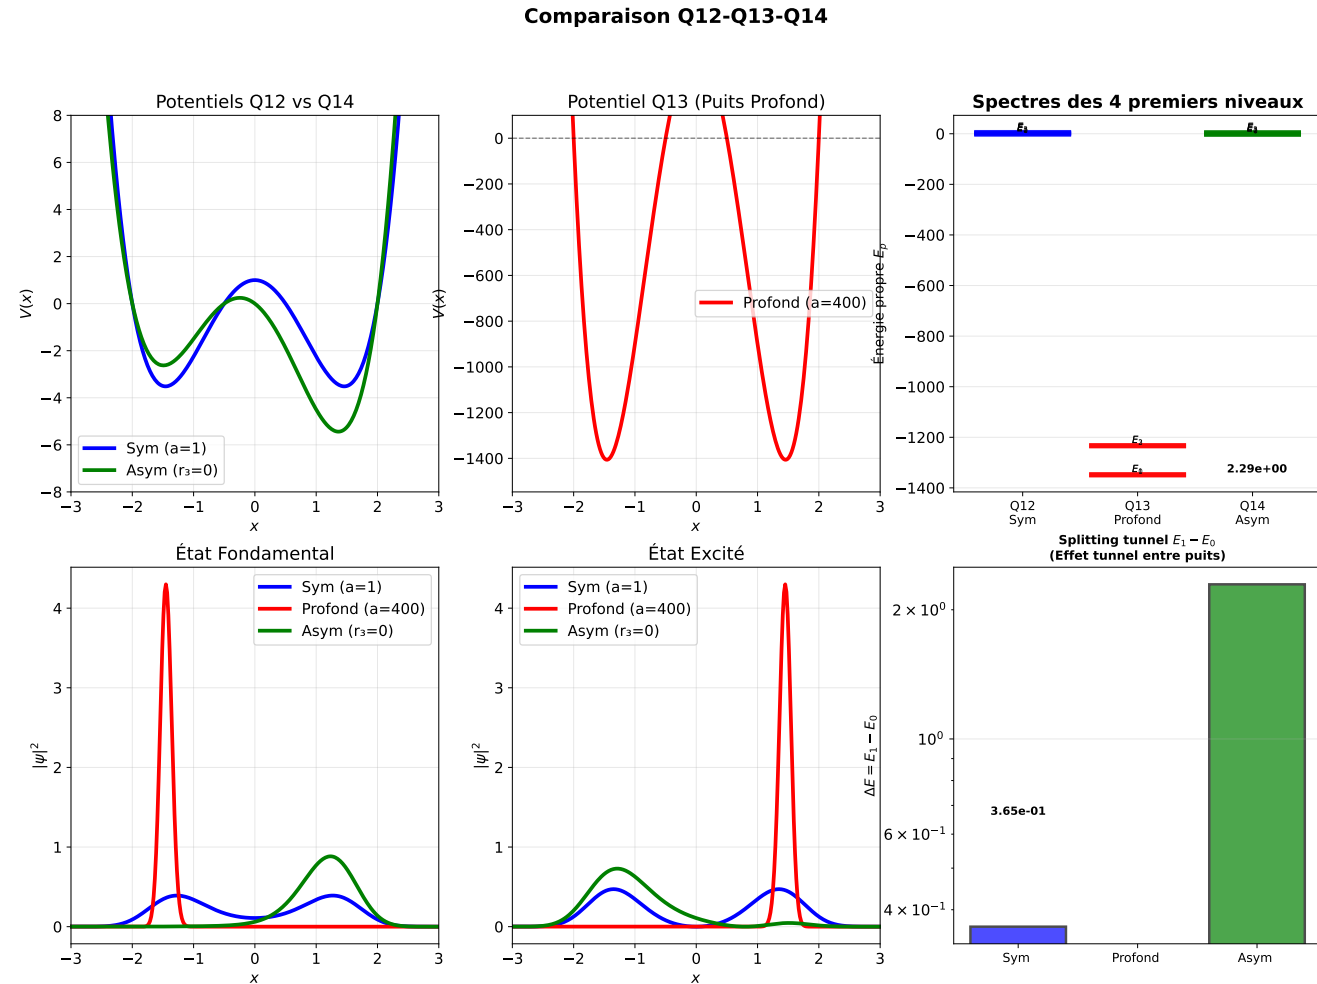 Comparaison Q12-Q13-Q14
Potentiels Q12 vs Q14
V(x)
8
6
4
2
0
−2
−4
−6
−8
Sym (a=1)
Asym (r₃=0)
−3 −2 −1 0 1 2 3
x
Potentiel Q13 (Puits Profond)
V(x)
0
−200
−400
−600
−800
−1000
−1200
−1400
Profond (a=400)
−3 −2 −1 0 1 2 3
x
Spectres des 4 premiers niveaux
Énergie propre Eₚ
0
−200
−400
−600
−800
−1000
−1200
−1400
2.29e+00
Q12 Q13 Q14
Sym Profond Asym
État Fondamental
|ψ|²
4
3
2
1
0
Sym (a=1)
Profond (a=400)
Asym (r₃=0)
−3 −2 −1 0 1 2 3
x
État Excité
|ψ|²
4
3
2
1
0
Sym (a=1)
Profond (a=400)
Asym (r₃=0)
−3 −2 −1 0 1 2 3
x
Splitting tunnel E₁ − E₀
(Effet tunnel entre puits)
ΔE = E₁ − E₀
2 × 10⁰
10⁰
6 × 10⁻¹
4 × 10⁻¹
3.65e-01
Sym Profond Asym